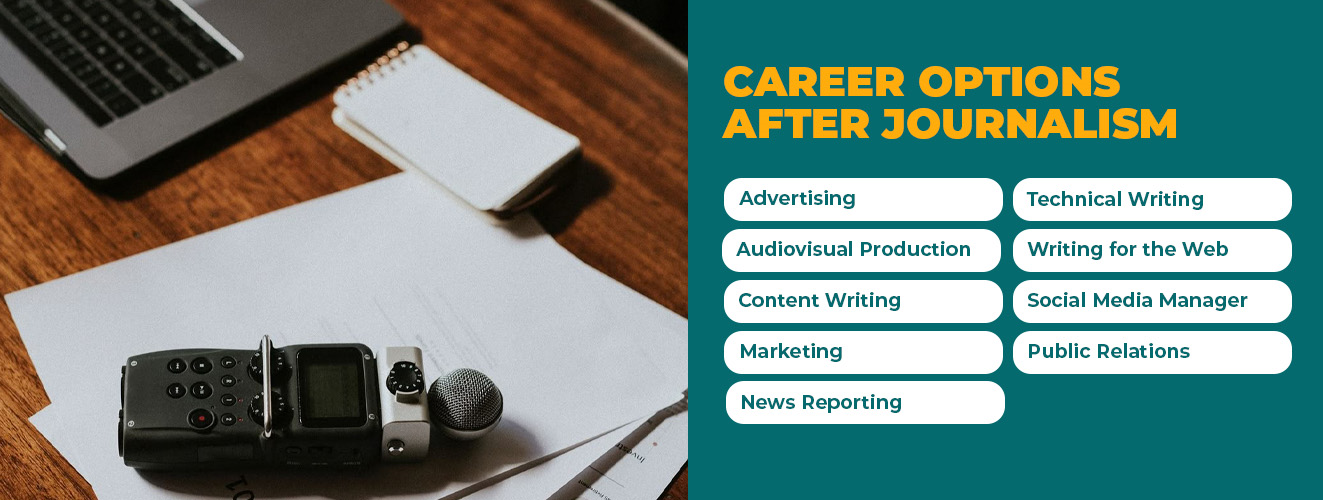 CAREER OPTIONS
AFTER JOURNALISM
Advertising
Technical Writing
Audiovisual Production
Writing for the Web
Content Writing
Social Media Manager
Marketing
Public Relations
News Reporting